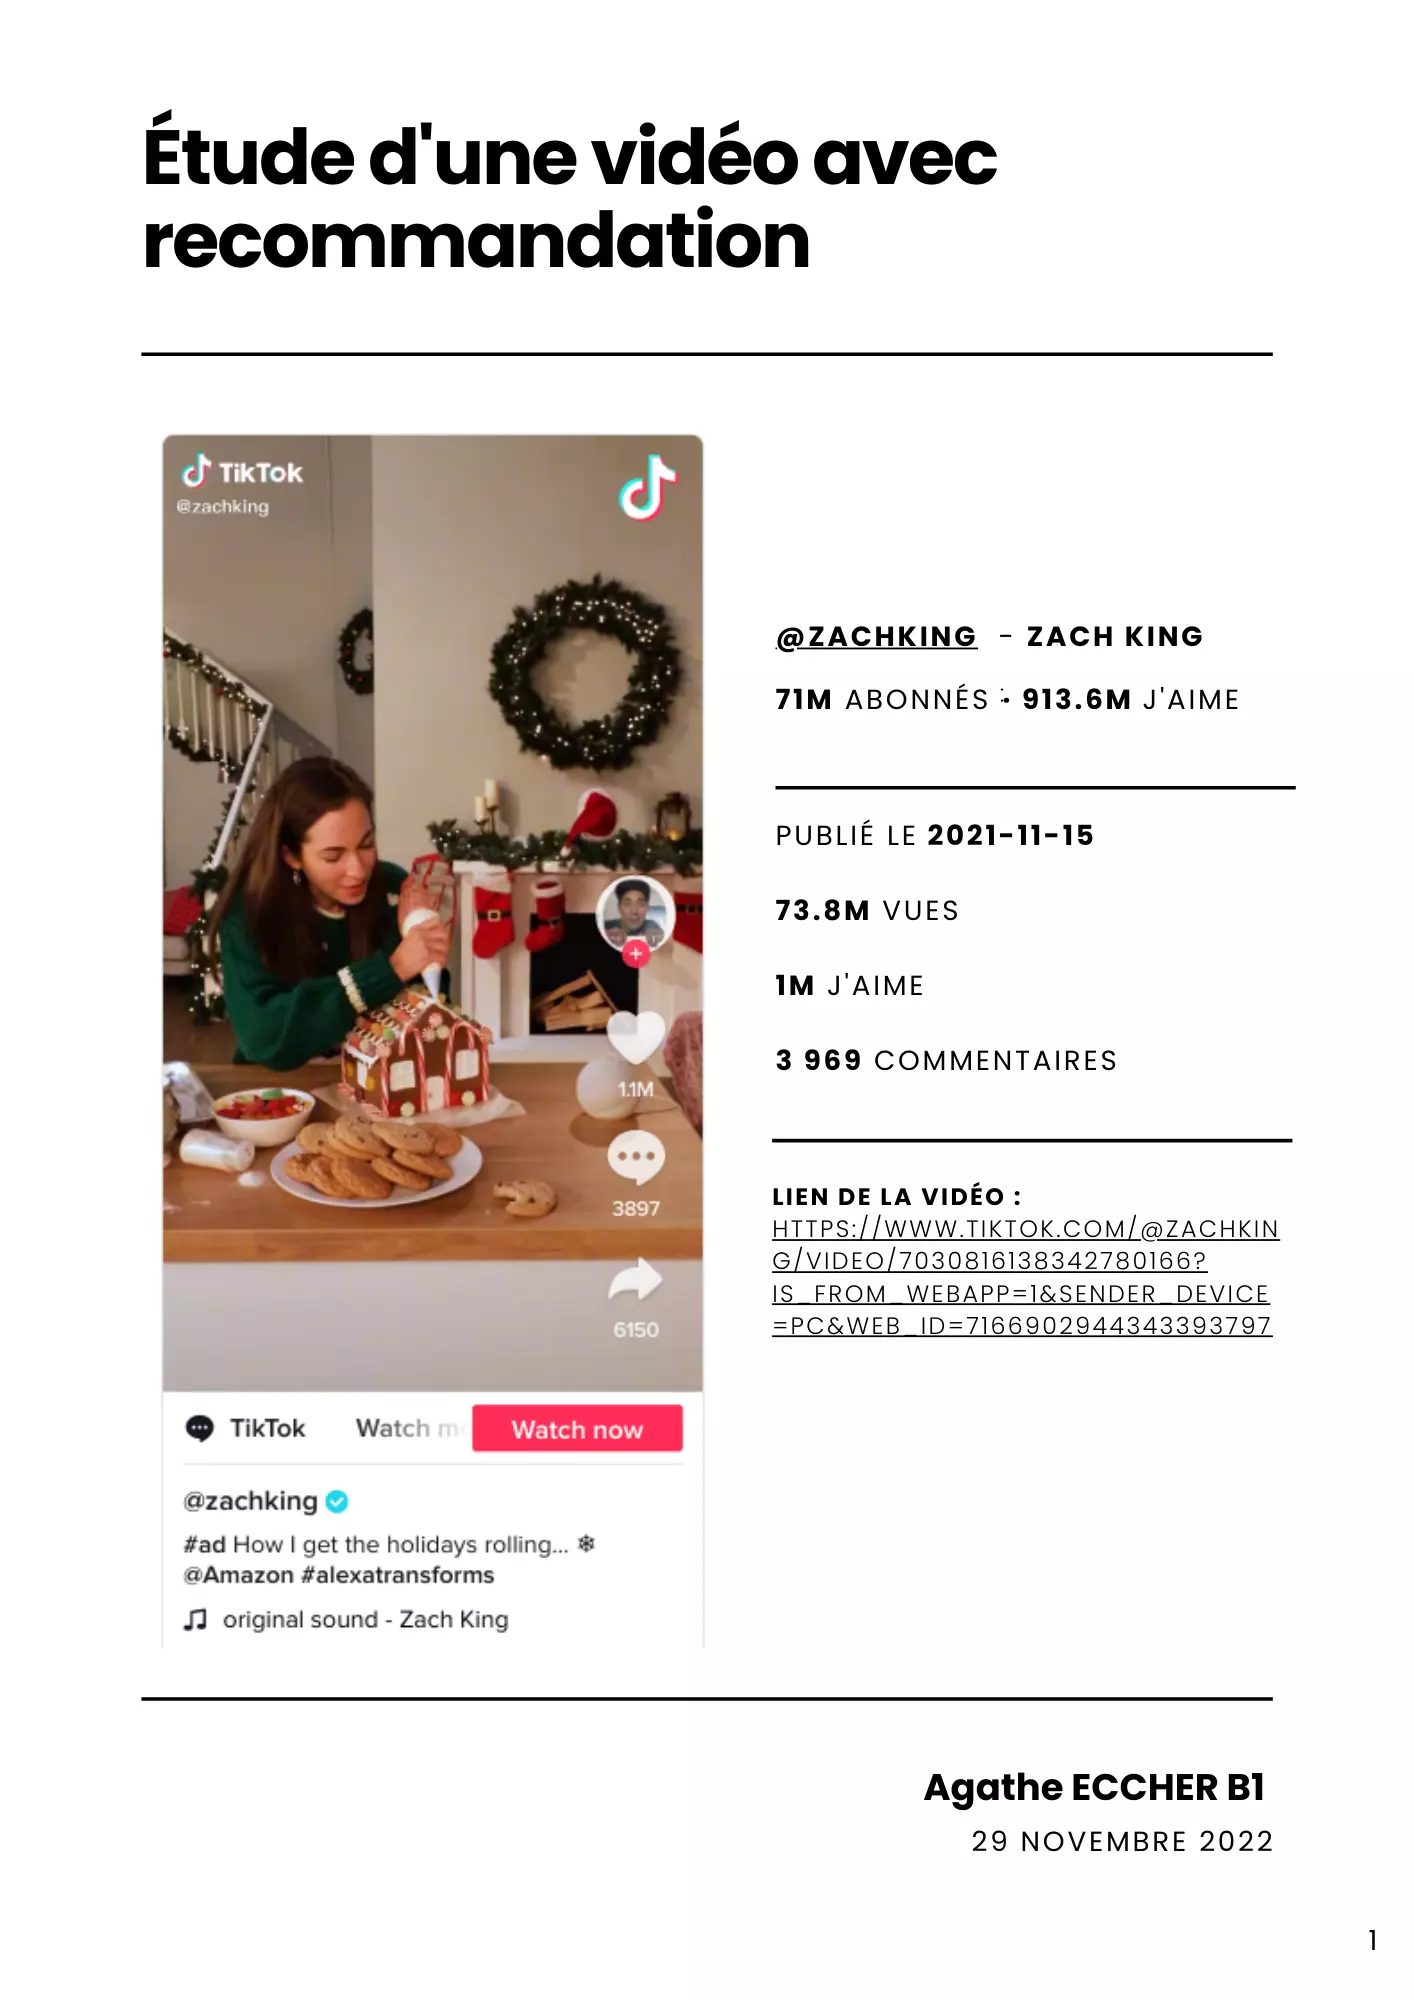 Étude d'une vidéo avec
recommandation
TikTok
@zachking
1.1M
3897
6150
TikTok Watch Watch now
@zachking
#ad How I get the holidays rolling... ❄
@Amazon #alexatransforms
original sound - Zach King
@ZACHKING - ZACH KING
71M ABONNÉS • 913.6M J'AIME
PUBLIÉ LE 2021-11-15
73.8M VUES
1M J'AIME
3 969 COMMENTAIRES
LIEN DE LA VIDÉO :
HTTPS://WWW.TIKTOK.COM/@ZACHKIN
G/VIDEO/7030816138342780166?
IS_FROM_WEBAPP=1&SENDER_DEVICE
=PC&WEB_ID=7166902944343393797
Agathe ECCHER B1
29 NOVEMBRE 2022
1